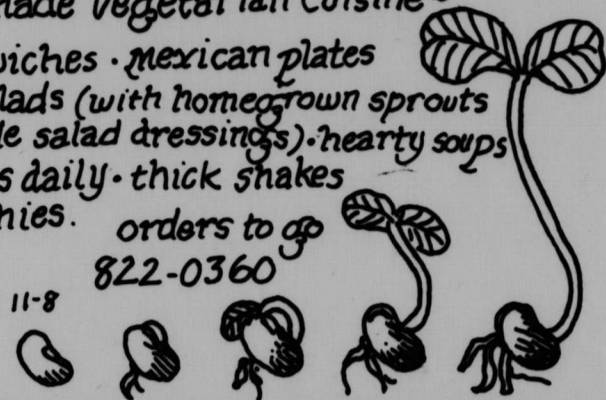 vegetarian cuisine
· mexican plates
(with homegrown sprouts
salad dressings) · hearty soups
daily · thick shakes
orders to go
822-0360
11-8